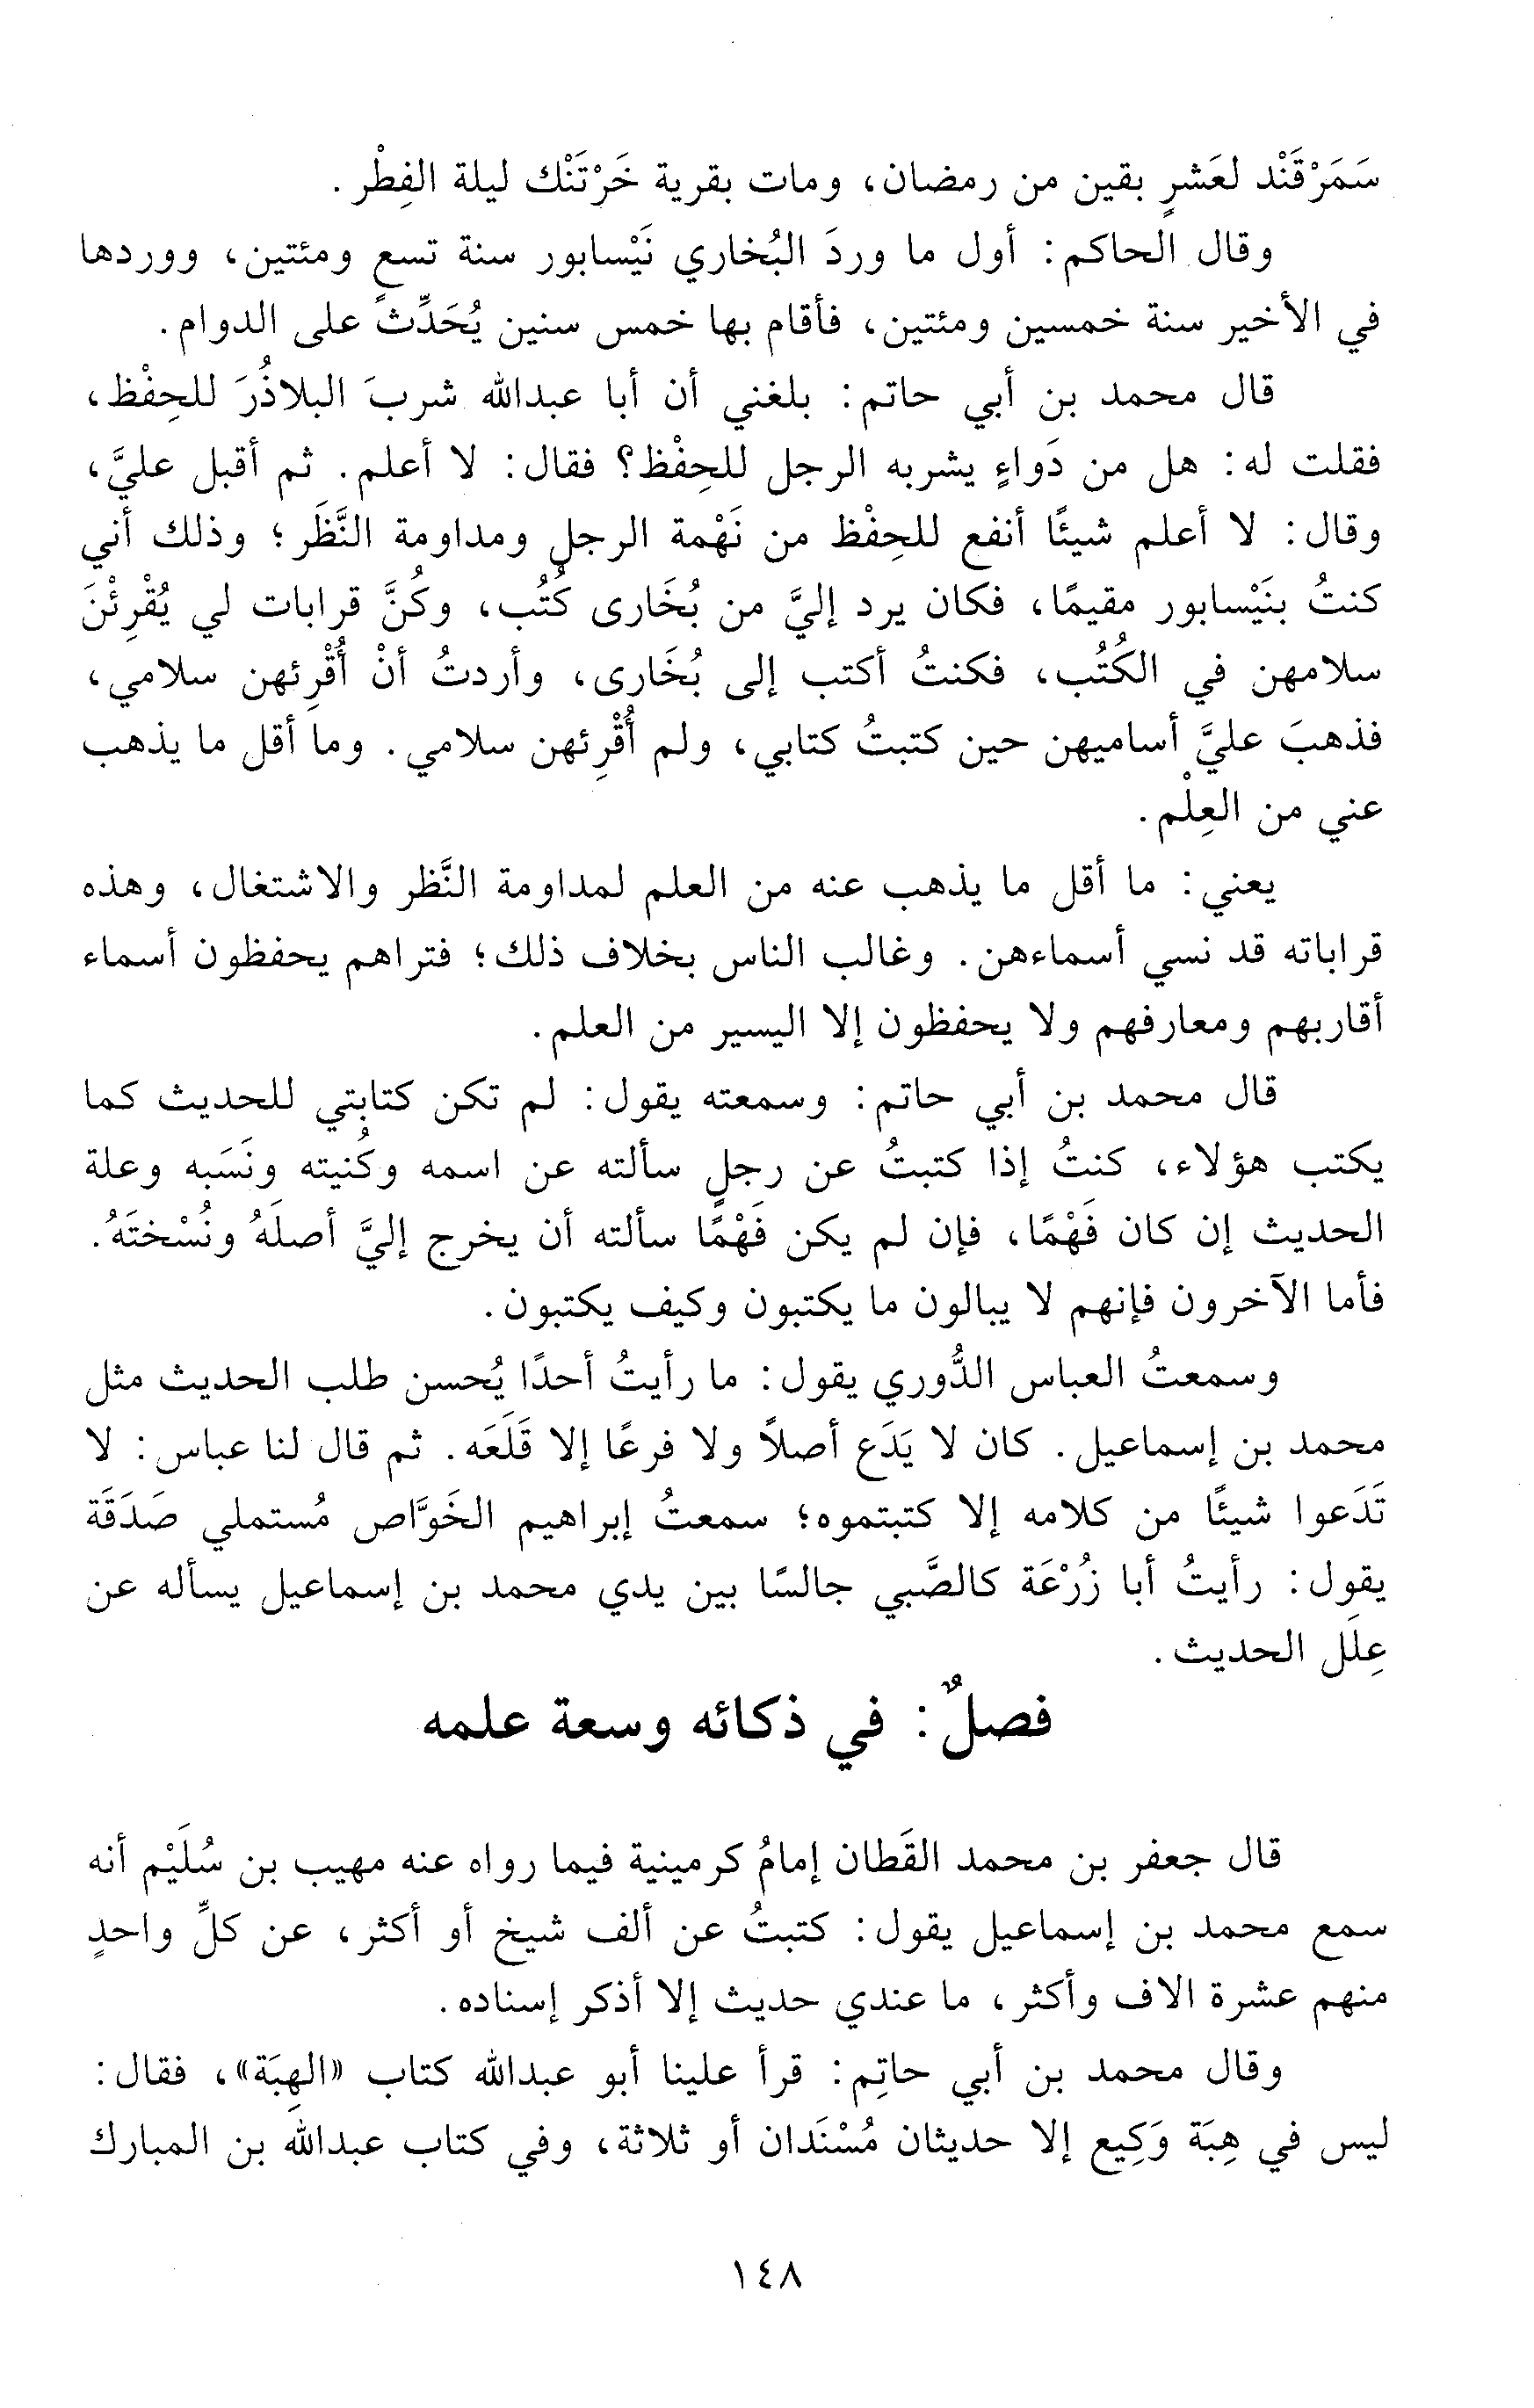 سَمَرْقَنْد لعَشرٍ بقين من رمضان، ومات بقرية خَرْتَنْك ليلة الفِطْر.
وقال الحاكم: أول ما وردَ البُخاري نَيْسابور سنة تسعٍ ومئتين، ووردها
في الأخير سنة خمسين ومئتين، فأقام بها خمس سنين يُحَدِّث على الدوام.
قال محمد بن أبي حاتم: بلغني أن أبا عبدالله شربَ البلاذُرَ للحِفْظ،
فقلت له: هل من دَواءٍ يشربه الرجل للحِفْظ؟ فقال: لا أعلم. ثم أقبل عليَّ،
وقال: لا أعلم شيئًا أنفع للحِفْظ من نَهْمة الرجل ومداومة النَّظَر؛ وذلك أني
كنتُ بنَيْسابور مقيمًا، فكان يرد إليَّ من بُخَارى كُتُب، وكُنَّ قرابات لي يُقْرِئْنَ
سلامهن في الكُتُب، فكنتُ أكتب إلى بُخَارى، وأردتُ أنْ أُقْرِئهن سلامي،
فذهبَ عليَّ أساميهن حين كتبتُ كتابي، ولم أُقْرِئهن سلامي. وما أقل ما يذهب
عني من العِلْم.
يعني: ما أقل ما يذهب عنه من العلم لمداومة النَّظر والاشتغال، وهذه
قراباته قد نسي أسماءهن. وغالب الناس بخلاف ذلك؛ فتراهم يحفظون أسماء
أقاربهم ومعارفهم ولا يحفظون إلا اليسير من العلم.
قال محمد بن أبي حاتم: وسمعته يقول: لم تكن كتابتي للحديث كما
يكتب هؤلاء، كنتُ إذا كتبتُ عن رجلٍ سألته عن اسمه وكُنيته ونَسَبه وعلة
الحديث إن كان فَهْمًا، فإن لم يكن فَهْمًا سألته أن يخرج إليَّ أصلَهُ ونُسْختَهُ.
فأما الآخرون فإنهم لا يبالون ما يكتبون وكيف يكتبون.
وسمعتُ العباس الدُّوري يقول: ما رأيتُ أحدًا يُحسن طلب الحديث مثل
محمد بن إسماعيل. كان لا يَدَع أصلاً ولا فرعًا إلا قَلَعَه. ثم قال لنا عباس: لا
تَدَعوا شيئًا من كلامه إلا كتبتموه؛ سمعتُ إبراهيم الخَوَّاص مُستملي صَدَقَة
يقول: رأيتُ أبا زُرْعَة كالصَّبي جالسًا بين يدي محمد بن إسماعيل يسأله عن
عِلَل الحديث.
فصلٌ: في ذكائه وسعة علمه
قال جعفر بن محمد القَطان إمامُ كرمينية فيما رواه عنه مهيب بن سُلَيْم أنه
سمع محمد بن إسماعيل يقول: كتبتُ عن ألف شيخ أو أكثر، عن كلِّ واحدٍ
منهم عشرة الاف وأكثر، ما عندي حديث إلا أذكر إسناده.
وقال محمد بن أبي حاتِم: قرأ علينا أبو عبدالله كتاب «الهِبَة»، فقال:
ليس في هِبَة وَكِيع إلا حديثان مُسْنَدان أو ثلاثة، وفي كتاب عبدالله بن المبارك
١٤٨